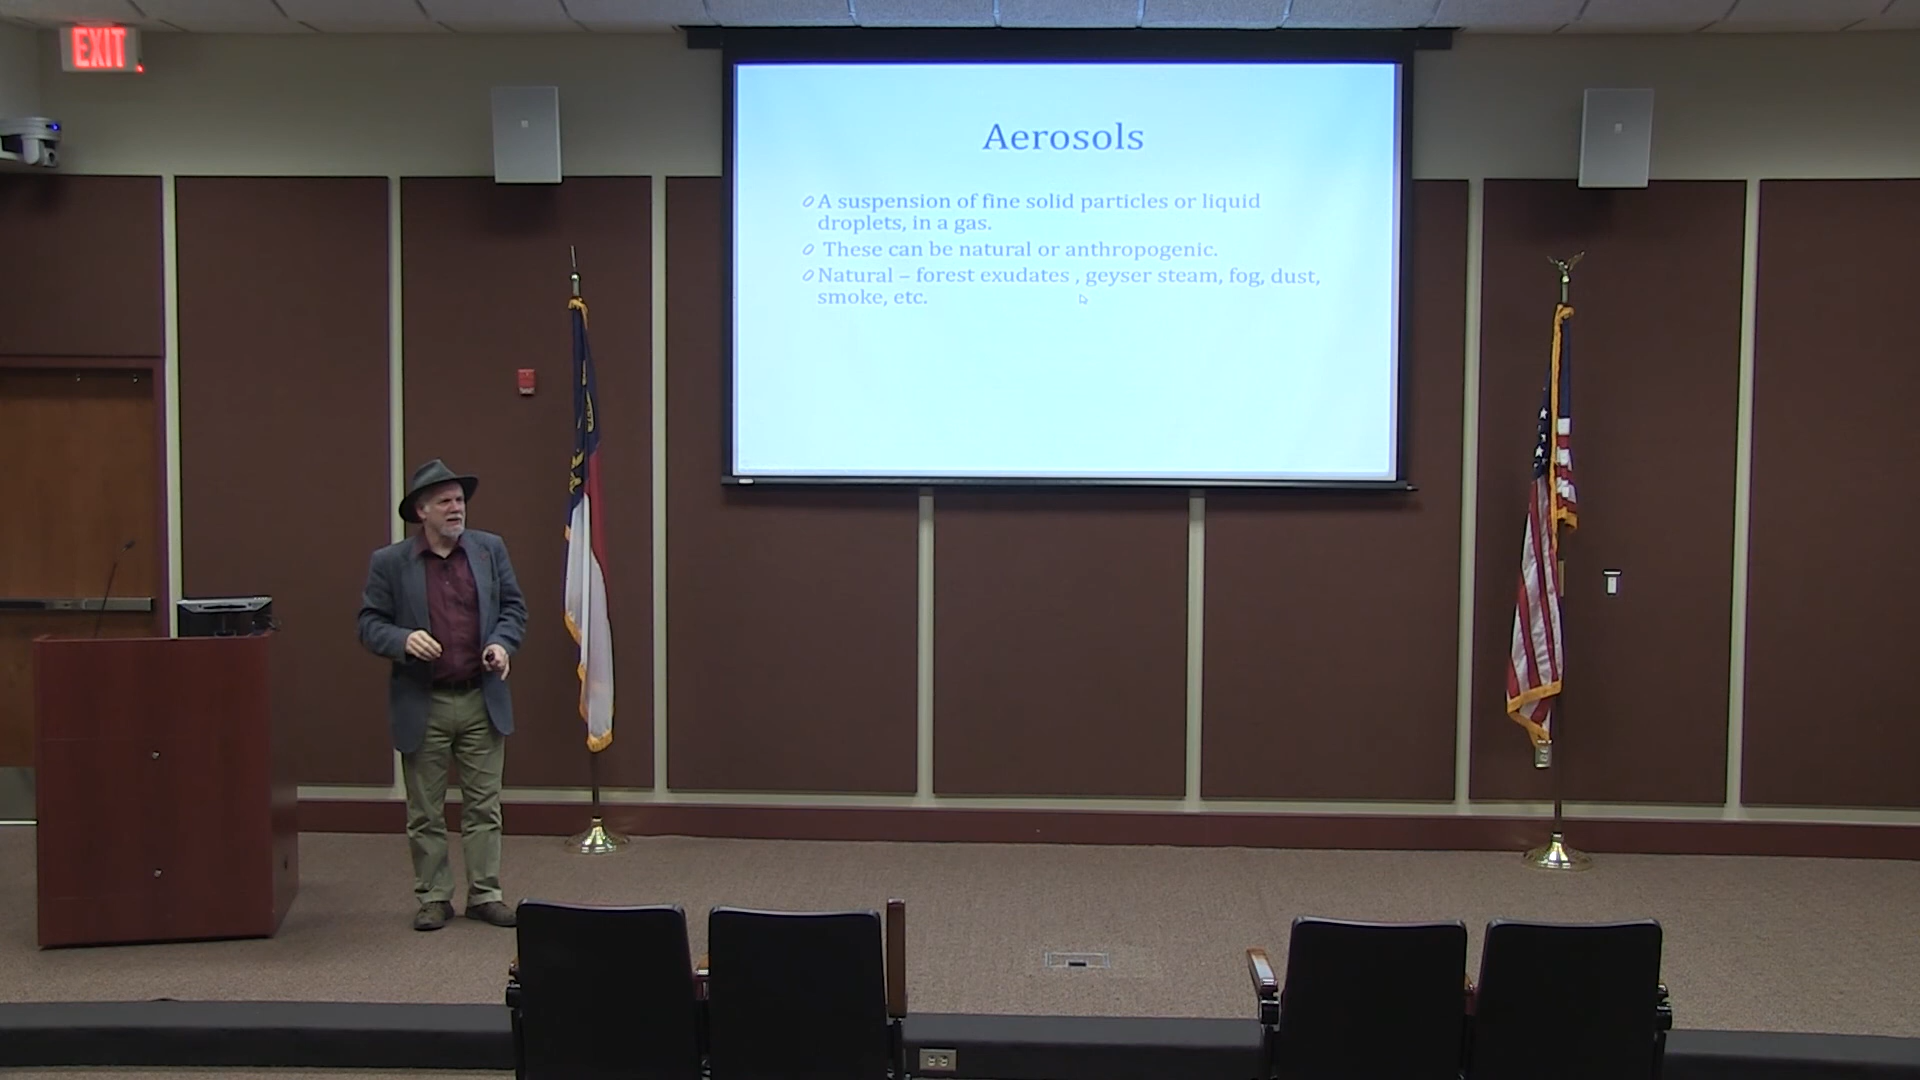 EXIT
Aerosols
A suspension of fine solid particles or liquid
droplets, in a gas.
These can be natural or anthropogenic.
Natural – forest exudates , geyser steam, fog, dust,
smoke, etc.